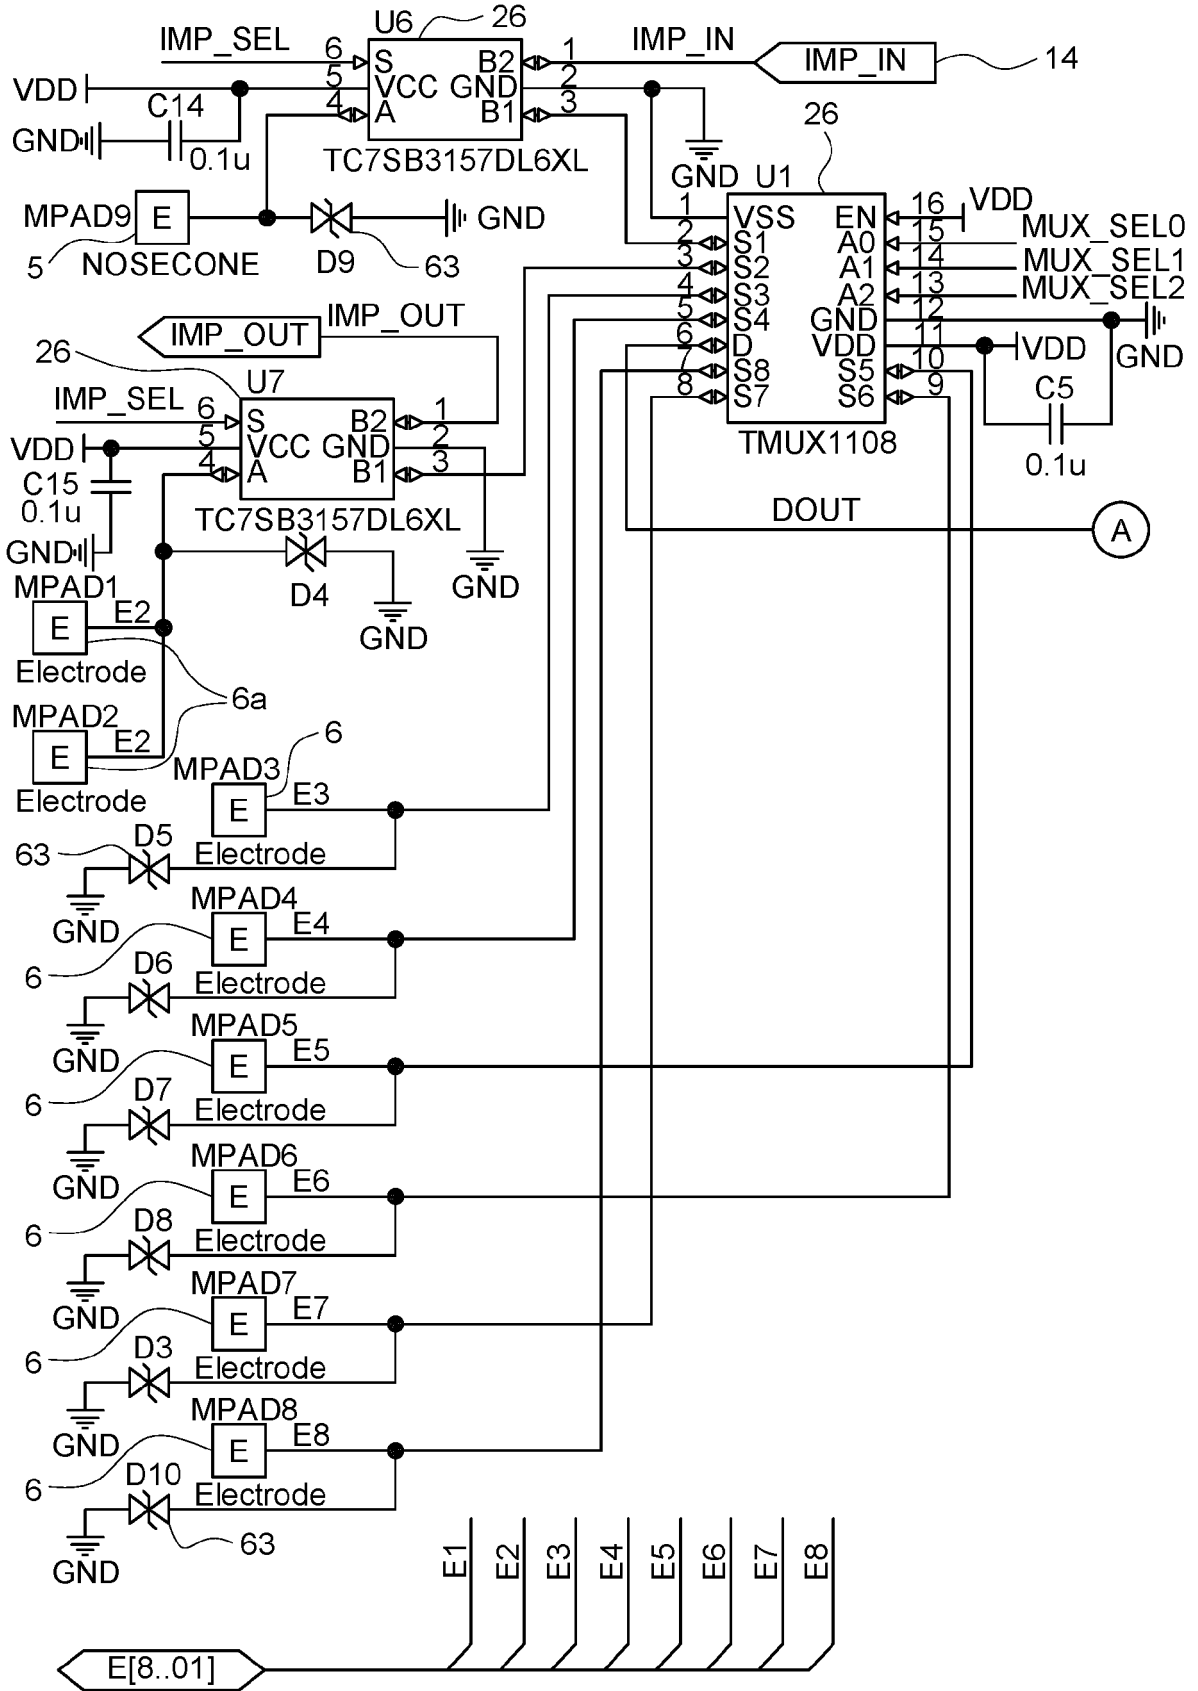 U6
26
IMP_SEL
6
S
B2
1
IMP_IN
IMP_IN
14
VDD
5
VCC
GND
2
C14
4
A
B1
3
GND
0.1u
TC7SB3157DL6XL
GND
U1
26
MPAD9
E
5
NOSECONE
D9
63
GND
1
VSS
EN
16
VDD
2
S1
A0
15
MUX_SEL0
3
S2
A1
14
MUX_SEL1
4
S3
A2
13
MUX_SEL2
5
S4
GND
12
GND
6
D
VDD
11
VDD
7
S8
S5
10
8
S7
S6
9
C5
0.1u
TMUX1108
IMP_OUT
IMP_OUT
26
U7
IMP_SEL
6
S
B2
1
VDD
5
VCC
GND
2
4
A
B1
3
C15
0.1u
TC7SB3157DL6XL
GND
D4
GND
GND
DOUT
A
MPAD1
E
E2
Electrode
6a
MPAD2
E
E2
Electrode
6
MPAD3
E
E3
Electrode
63
D5
GND
MPAD4
E
E4
Electrode
6
D6
GND
MPAD5
E
E5
Electrode
6
D7
GND
MPAD6
E
E6
Electrode
6
D8
GND
MPAD7
E
E7
Electrode
6
D3
GND
MPAD8
E
E8
Electrode
6
D10
63
GND
E1
E2
E3
E4
E5
E6
E7
E8
E[8..01]